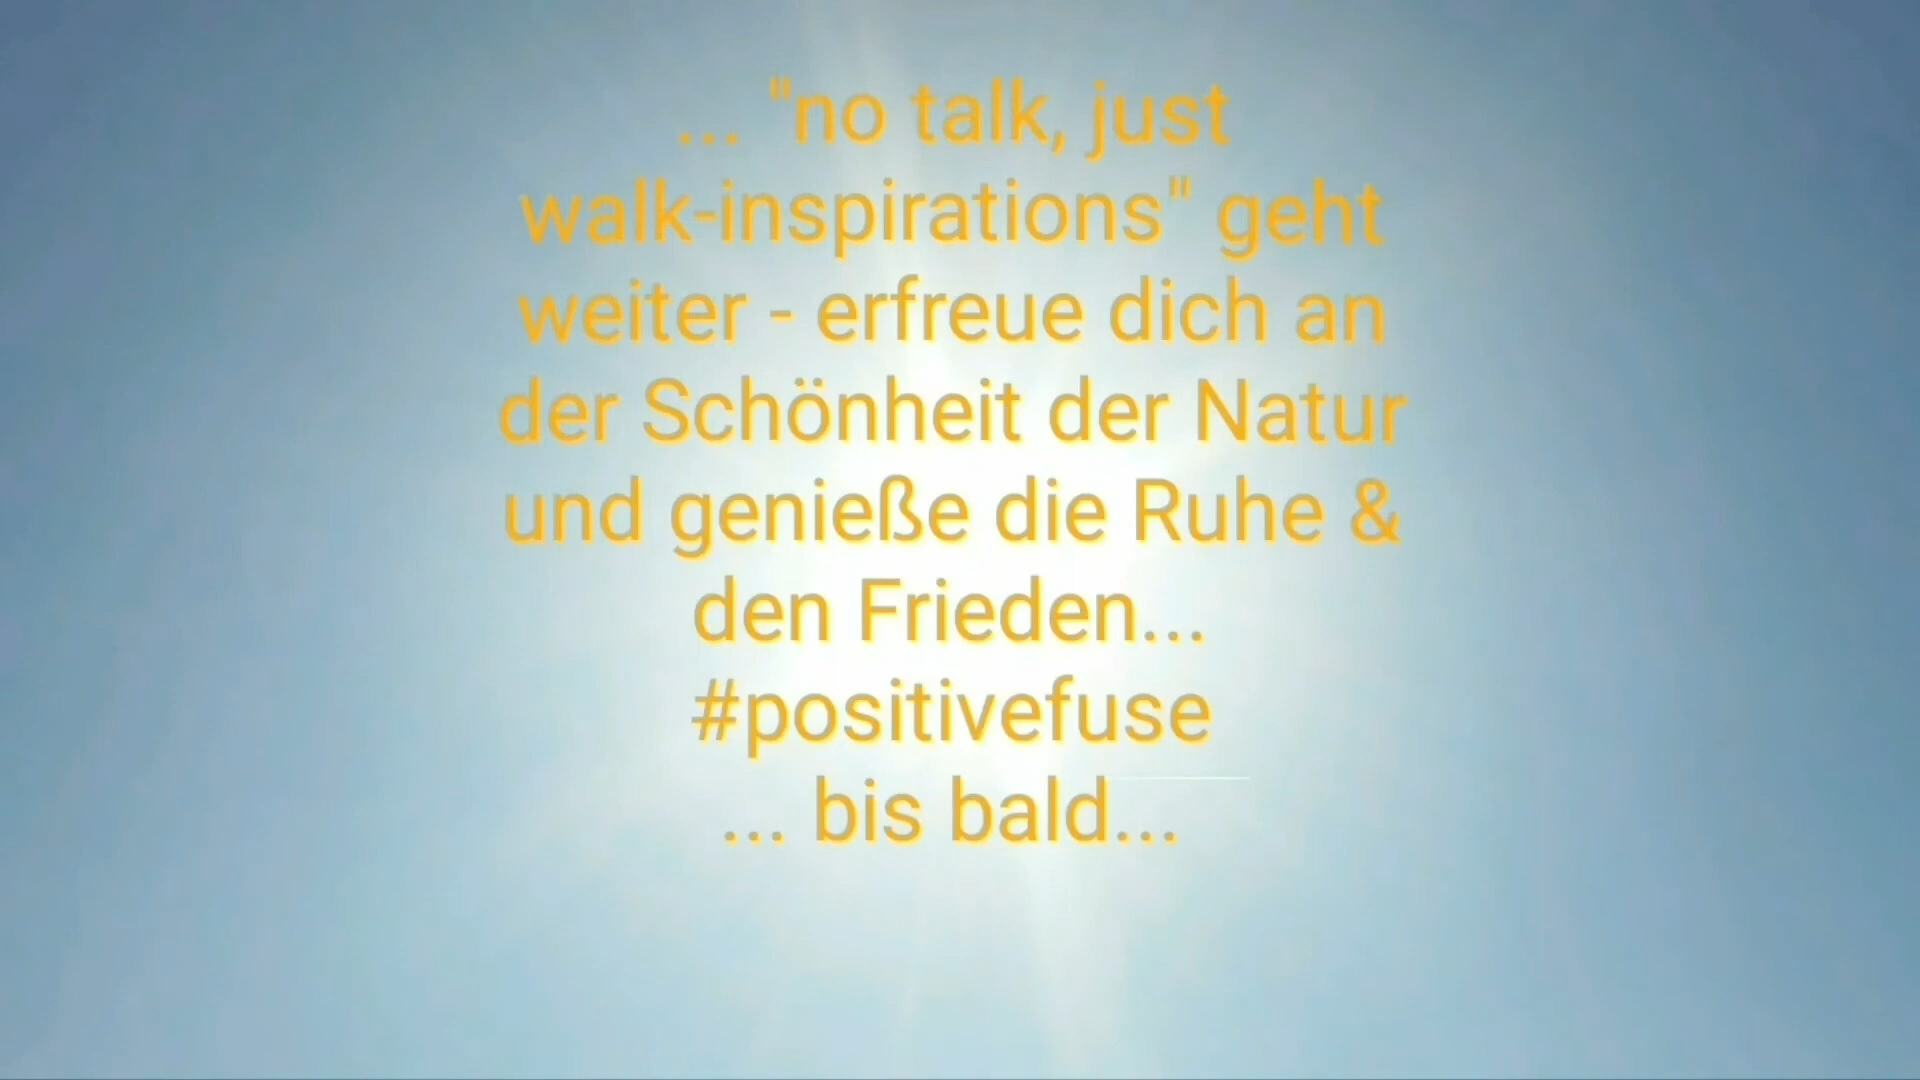 ... "no talk, just
walk-inspirations" geht
weiter - erfreue dich an
der Schönheit der Natur
und genieße die Ruhe &
den Frieden...
#positivefuse
... bis bald...